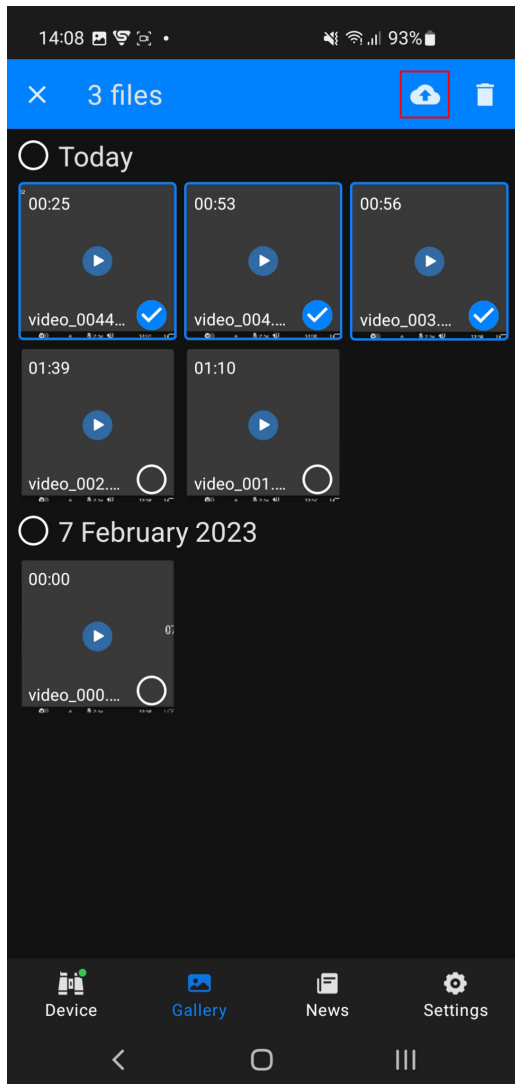 14:08
93%
3 files
Today
00:25
00:53
00:56
video_0044...
video_004....
video_003....
01:39
01:10
video_002....
video_001....
7 February 2023
00:00
07
video_000....
Device
Gallery
News
Settings